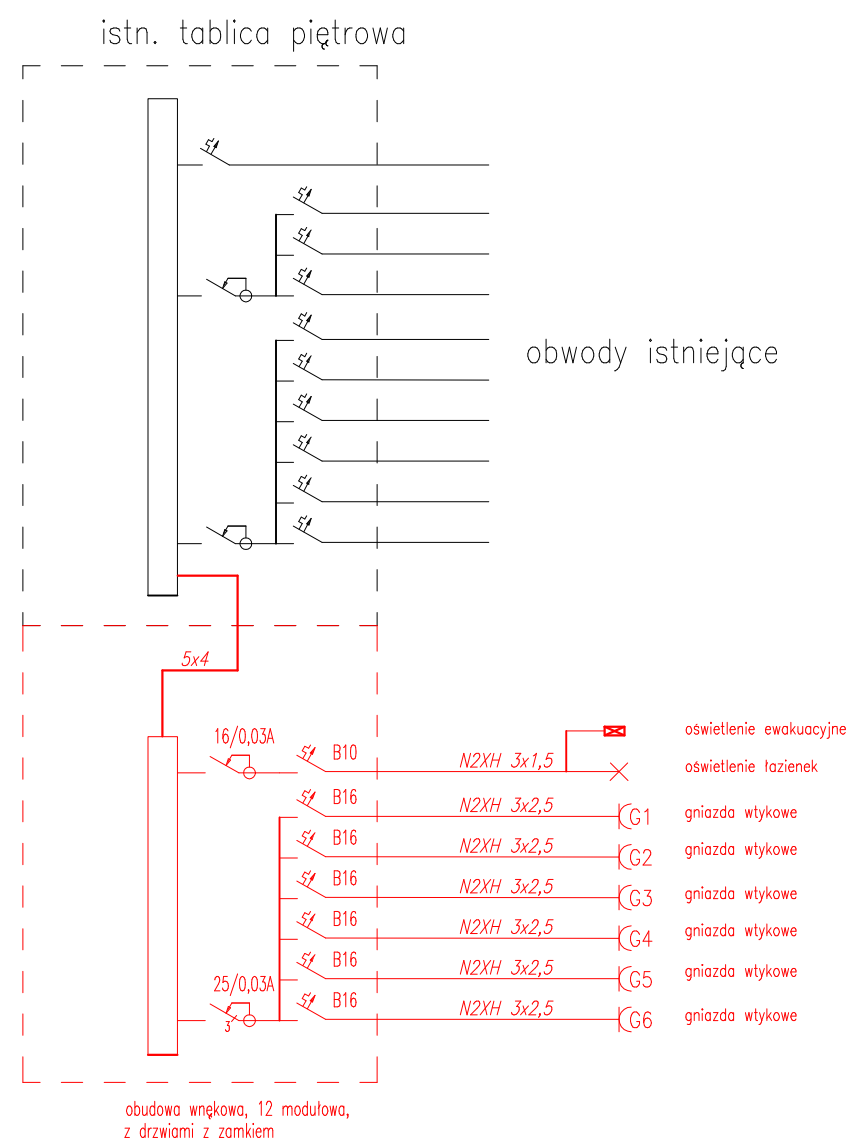 istn. tablica piętrowa
obwody istniejące
5x4
16/0,03A
B10
N2XH 3x1,5
oświetlenie ewakuacyjne
oświetlenie łazienek
B16
N2XH 3x2,5
G1
gniazda wtykowe
B16
N2XH 3x2,5
G2
gniazda wtykowe
B16
N2XH 3x2,5
G3
gniazda wtykowe
B16
N2XH 3x2,5
G4
gniazda wtykowe
B16
N2XH 3x2,5
G5
gniazda wtykowe
25/0,03A
3
B16
N2XH 3x2,5
G6
gniazda wtykowe
obudowa wnękowa, 12 modułowa,
z drzwiami z zamkiem